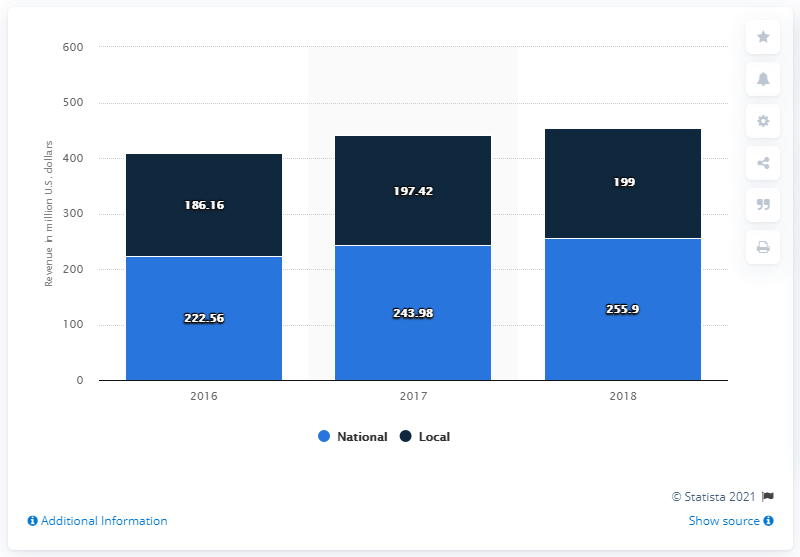 600
500
400
300
200
100
0
Revenue in million U.S. dollars
186.16
197.42
199
222.56
243.98
255.9
2016 2017 2018
National Local
© Statista 2021
Additional Information Show source